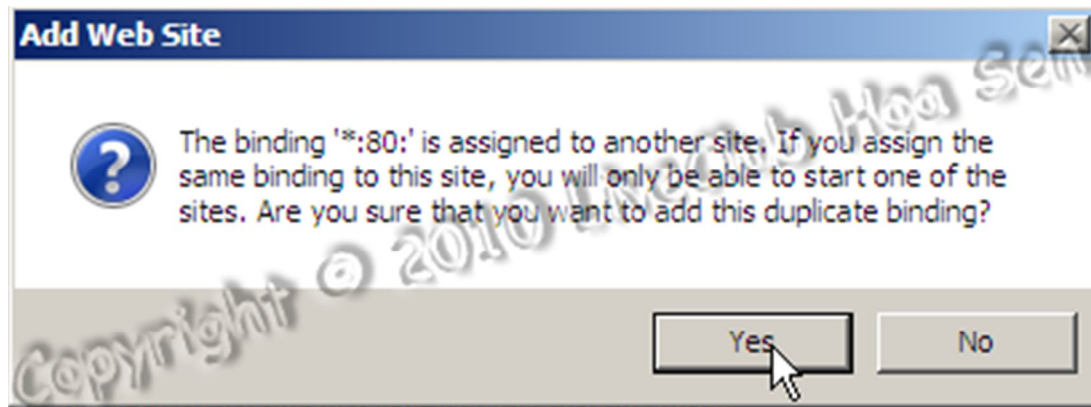 Add Web Site
The binding '*:80:' is assigned to another site. If you assign the
same binding to this site, you will only be able to start one of the
sites. Are you sure that you want to add this duplicate binding?
Copyright © 2010 Hoa Sen
Yes
No